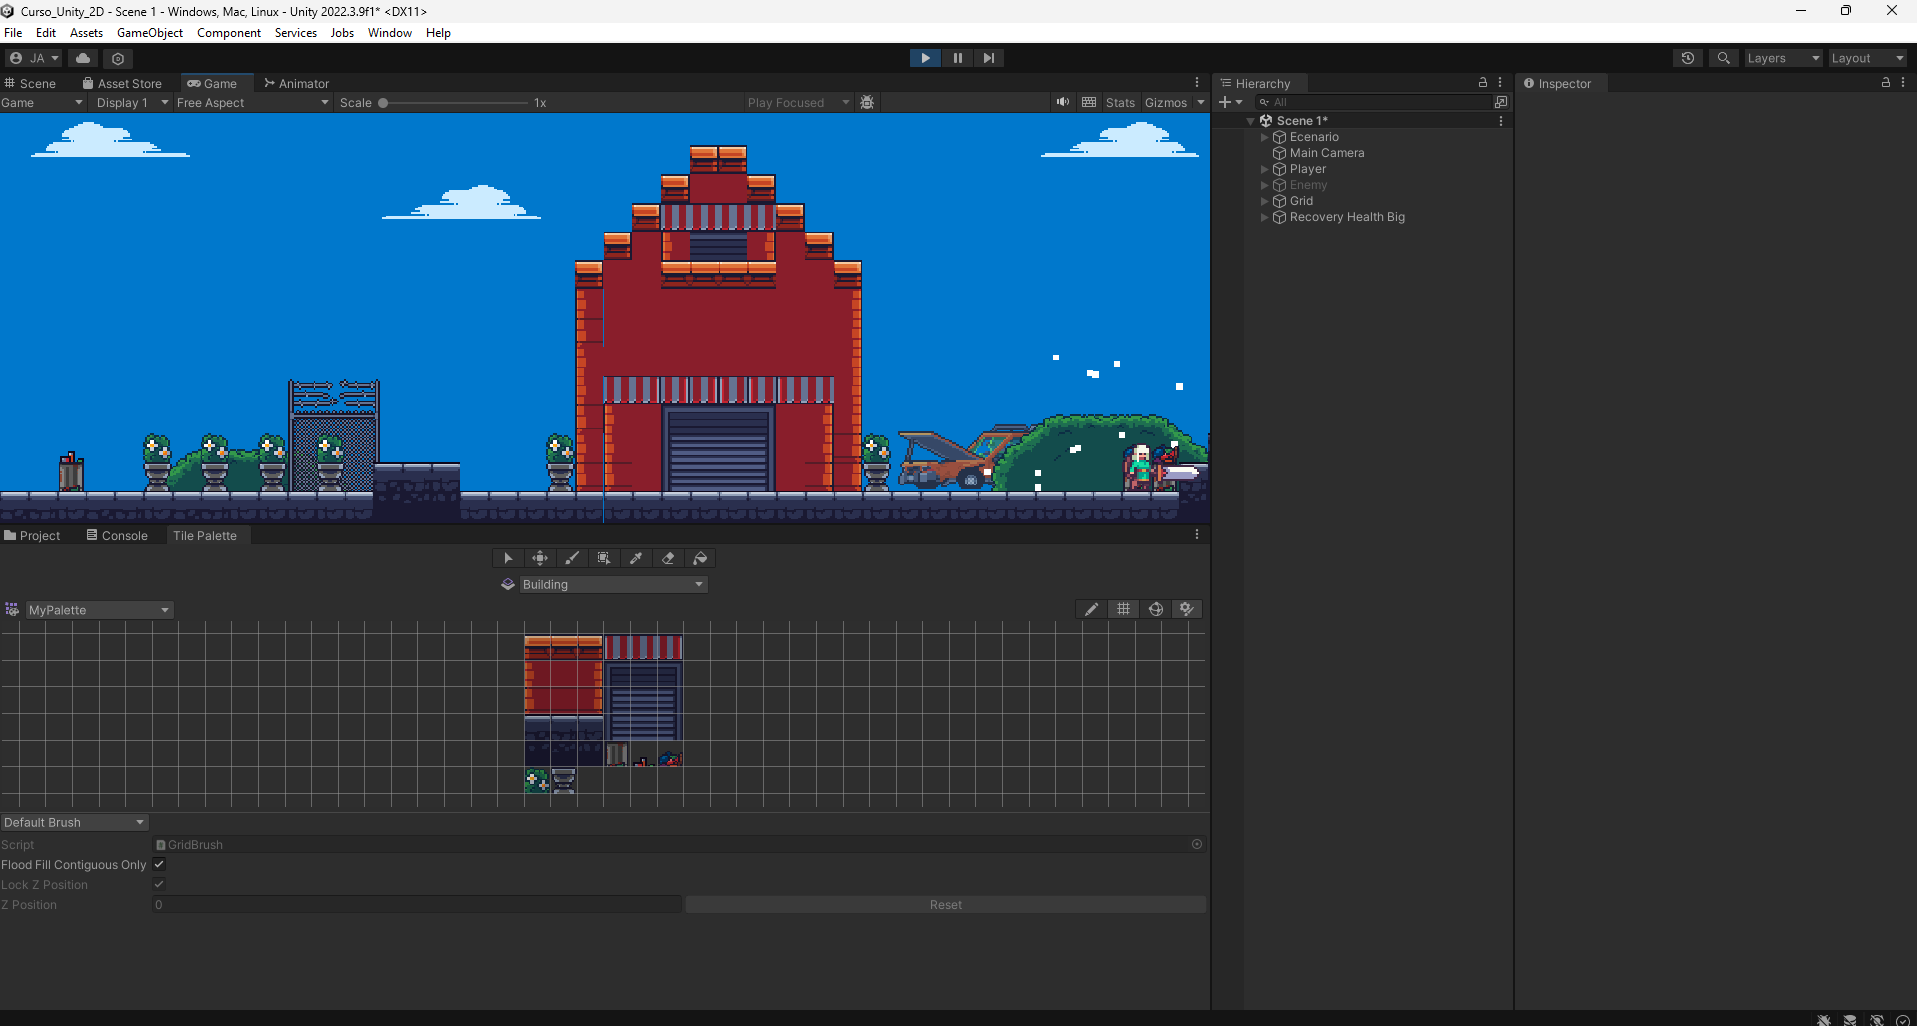 Curso_Unity_2D - Scene 1 - Windows, Mac, Linux - Unity 2022.3.9f1* <DX11>
File Edit Assets GameObject Component Services Jobs Window Help
JA Layers Layout
Scene Asset Store Game Animator
Game Display 1 Free Aspect Scale 1x Play Focused Stats Gizmos
Hierarchy
All
Scene 1*
Ecenario
Main Camera
Player
Enemy
Grid
Recovery Health Big
Inspector
Project Console Tile Palette
Building
MyPalette
Default Brush
Script GridBrush
Flood Fill Contiguous Only
Lock Z Position
Z Position 0 Reset